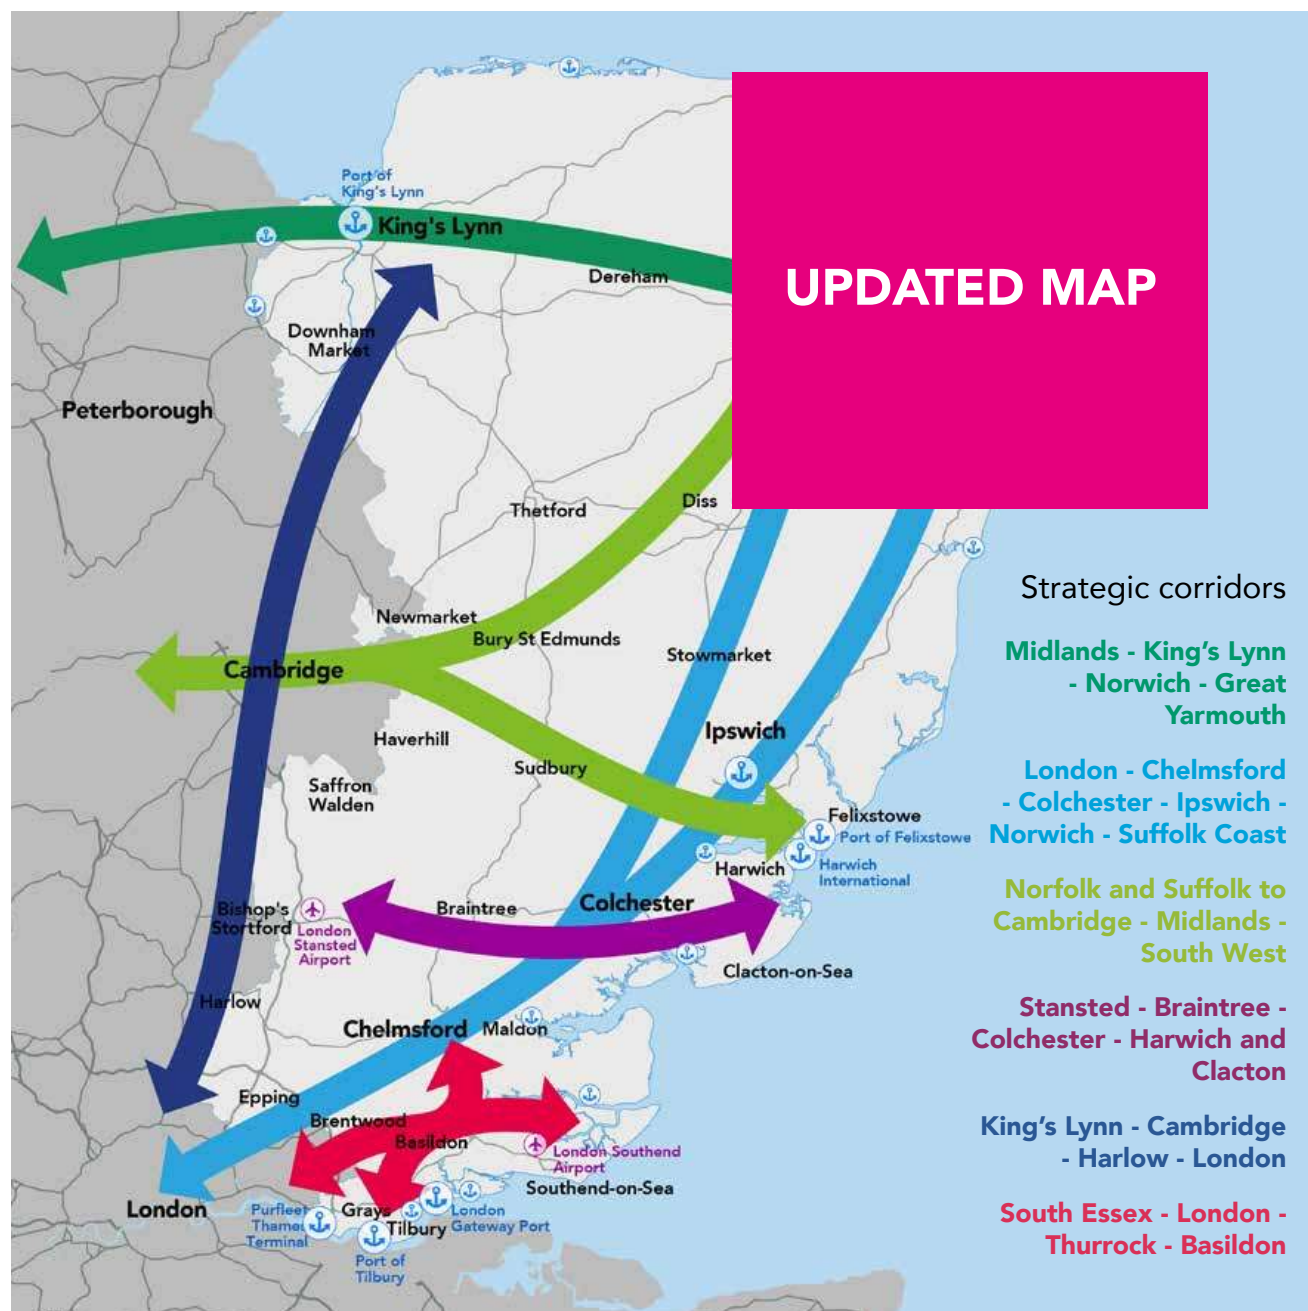 Port of
King's Lynn
King's Lynn
Dereham
UPDATED MAP
Downham
Market
Peterborough
Thetford
Diss
Newmarket
Bury St Edmunds
Cambridge
Stowmarket
Haverhill
Ipswich
Sudbury
Saffron
Walden
Felixstowe
Port of Felixstowe
Harwich
Harwich
International
Bishop's
Stortford
London
Stansted
Airport
Braintree
Colchester
Clacton-on-Sea
Harlow
Chelmsford
Maldon
Epping
Brentwood
Basildon
London Southend
Airport
Southend-on-Sea
London
Purfleet
Thames
Terminal
Grays
Tilbury
London
Gateway Port
Port of
Tilbury
Strategic corridors
Midlands - King’s Lynn
- Norwich - Great
Yarmouth
London - Chelmsford
- Colchester - Ipswich -
Norwich - Suffolk Coast
Norfolk and Suffolk to
Cambridge - Midlands -
South West
Stansted - Braintree -
Colchester - Harwich and
Clacton
King’s Lynn - Cambridge
- Harlow - London
South Essex - London -
Thurrock - Basildon